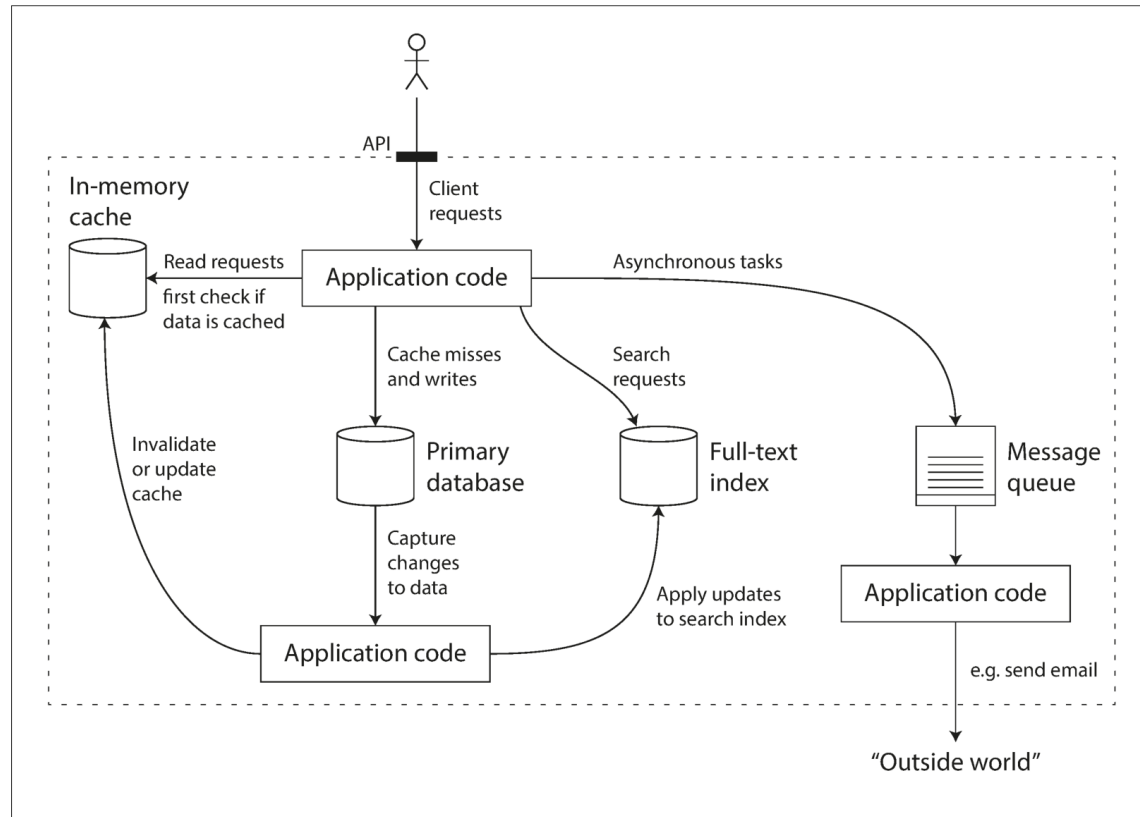 API
Client
requests
In-memory
cache
Read requests
first check if
data is cached
Application code
Asynchronous tasks
Cache misses
and writes
Search
requests
Invalidate
or update
cache
Primary
database
Full-text
index
Message
queue
Capture
changes
to data
Apply updates
to search index
Application code
Application code
e.g. send email
“Outside world”